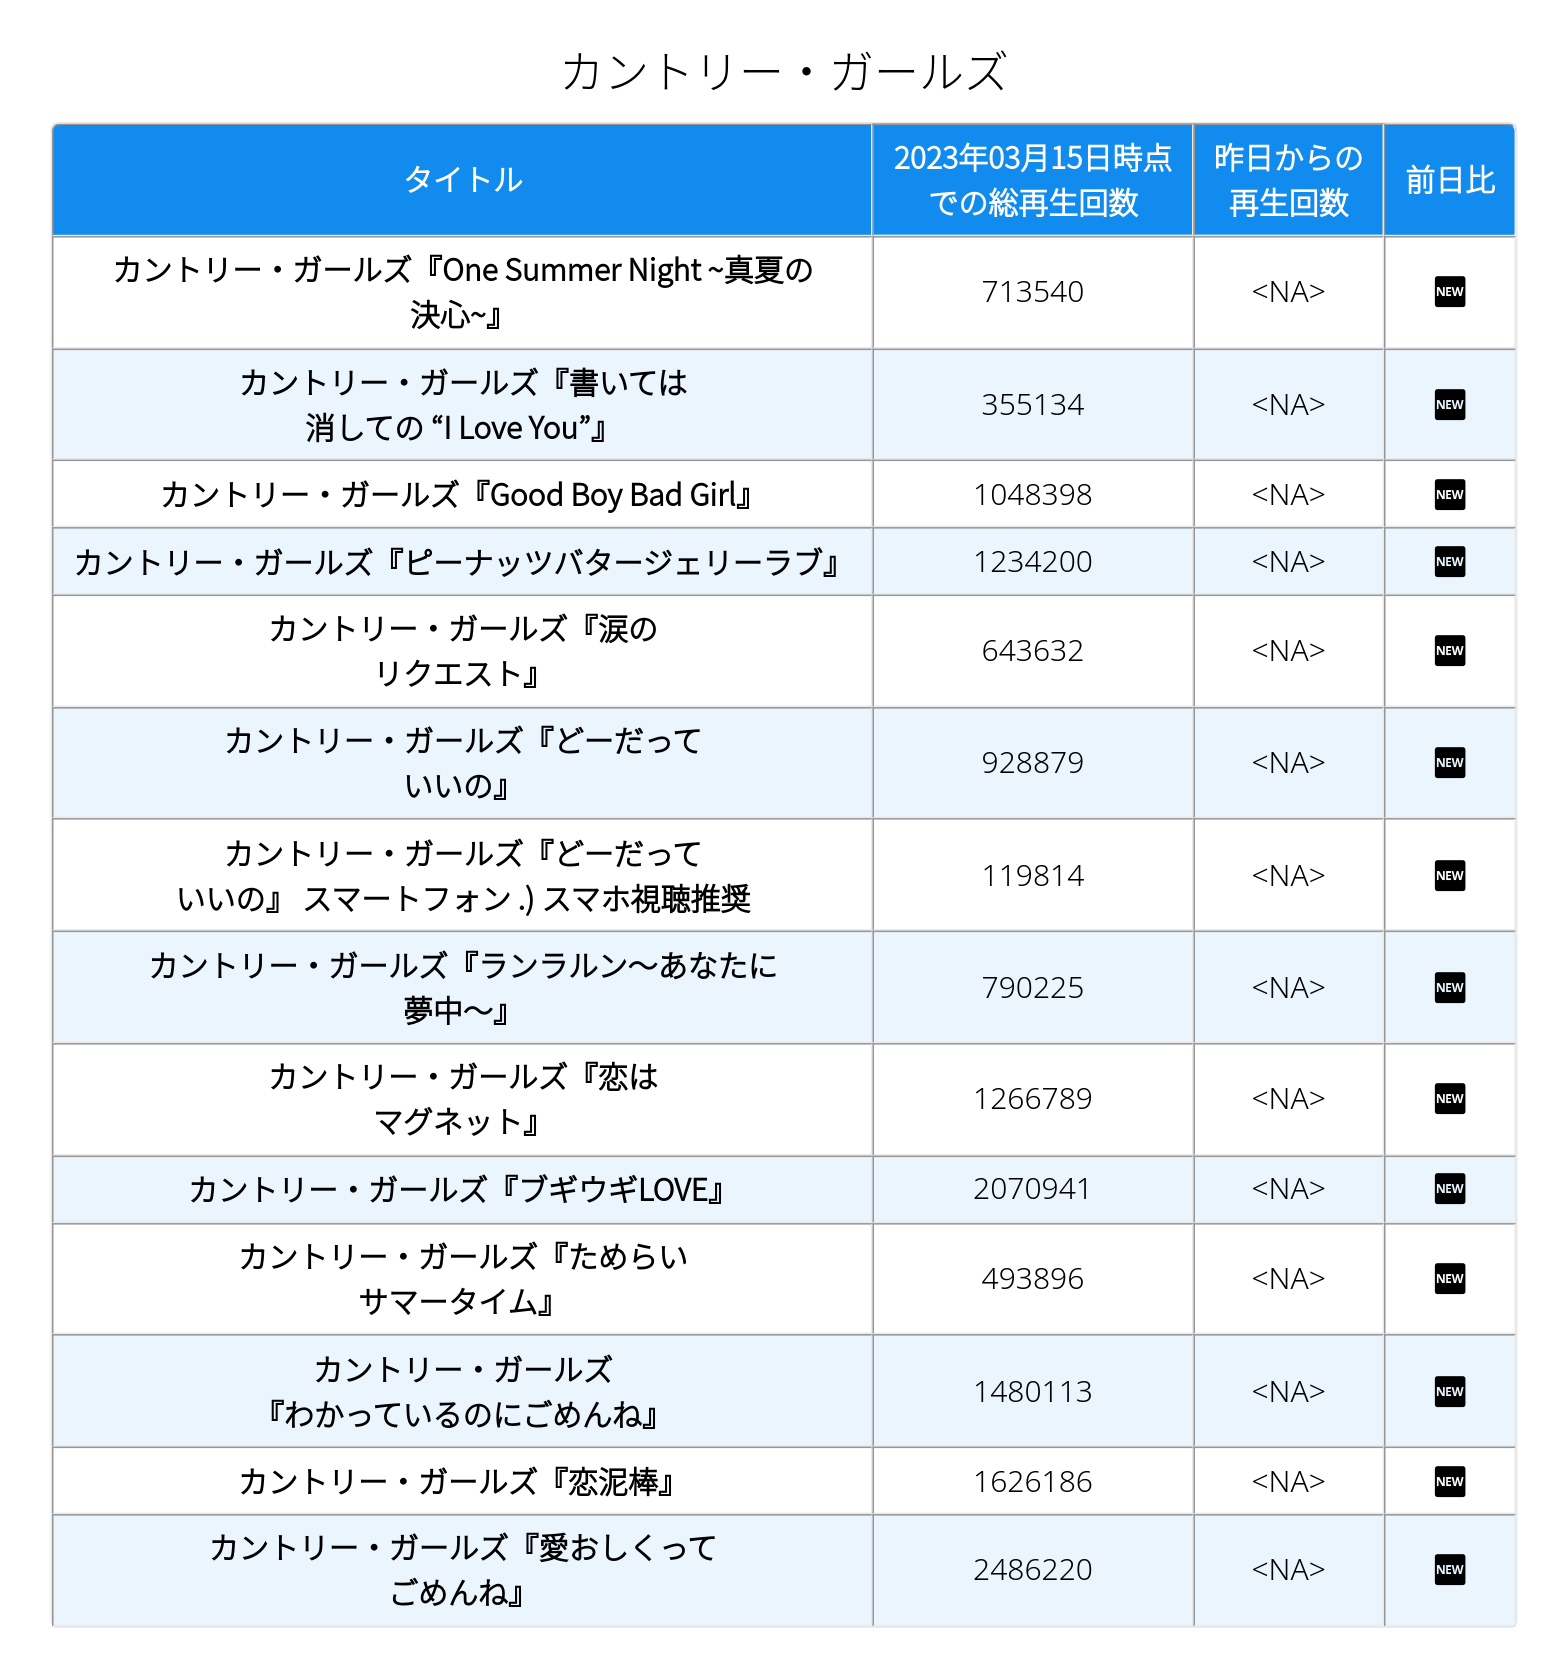 カントリー・ガールズ
タイトル
2023年03月15日時点
での総再生回数
昨日からの
再生回数
前日比
カントリー・ガールズ『One Summer Night ~真夏の
決心~』
713540
<NA>
NEW
カントリー・ガールズ『書いては
消しての “I Love You”』
355134
<NA>
NEW
カントリー・ガールズ『Good Boy Bad Girl』
1048398
<NA>
NEW
カントリー・ガールズ『ピーナッツバタージェリーラブ』
1234200
<NA>
NEW
カントリー・ガールズ『涙の
リクエスト』
643632
<NA>
NEW
カントリー・ガールズ『どーだって
いいの』
928879
<NA>
NEW
カントリー・ガールズ『どーだって
いいの』 スマートフォン .) スマホ視聴推奨
119814
<NA>
NEW
カントリー・ガールズ『ランラルン〜あなたに
夢中〜』
790225
<NA>
NEW
カントリー・ガールズ『恋は
マグネット』
1266789
<NA>
NEW
カントリー・ガールズ『ブギウギLOVE』
2070941
<NA>
NEW
カントリー・ガールズ『ためらい
サマータイム』
493896
<NA>
NEW
カントリー・ガールズ
『わかっているのにごめんね』
1480113
<NA>
NEW
カントリー・ガールズ『恋泥棒』
1626186
<NA>
NEW
カントリー・ガールズ『愛おしくって
ごめんね』
2486220
<NA>
NEW